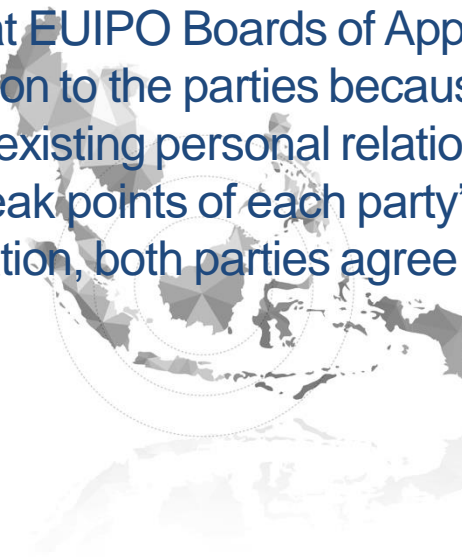 at EUIPO Boards of App
on to the parties becaus
existing personal relatio
eak points of each party'
tion, both parties agree